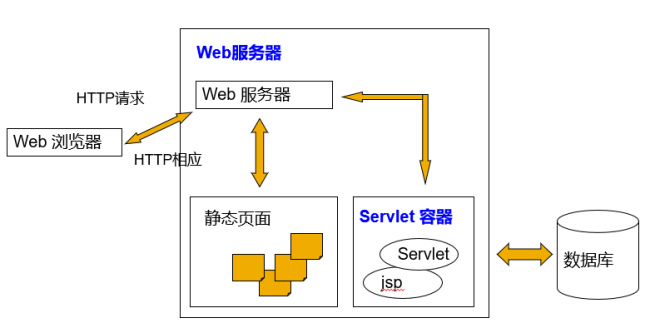 Web服务器
Web 服务器
HTTP请求
Web 浏览器
HTTP相应
静态页面
Servlet 容器
Servlet
jsp
数据库